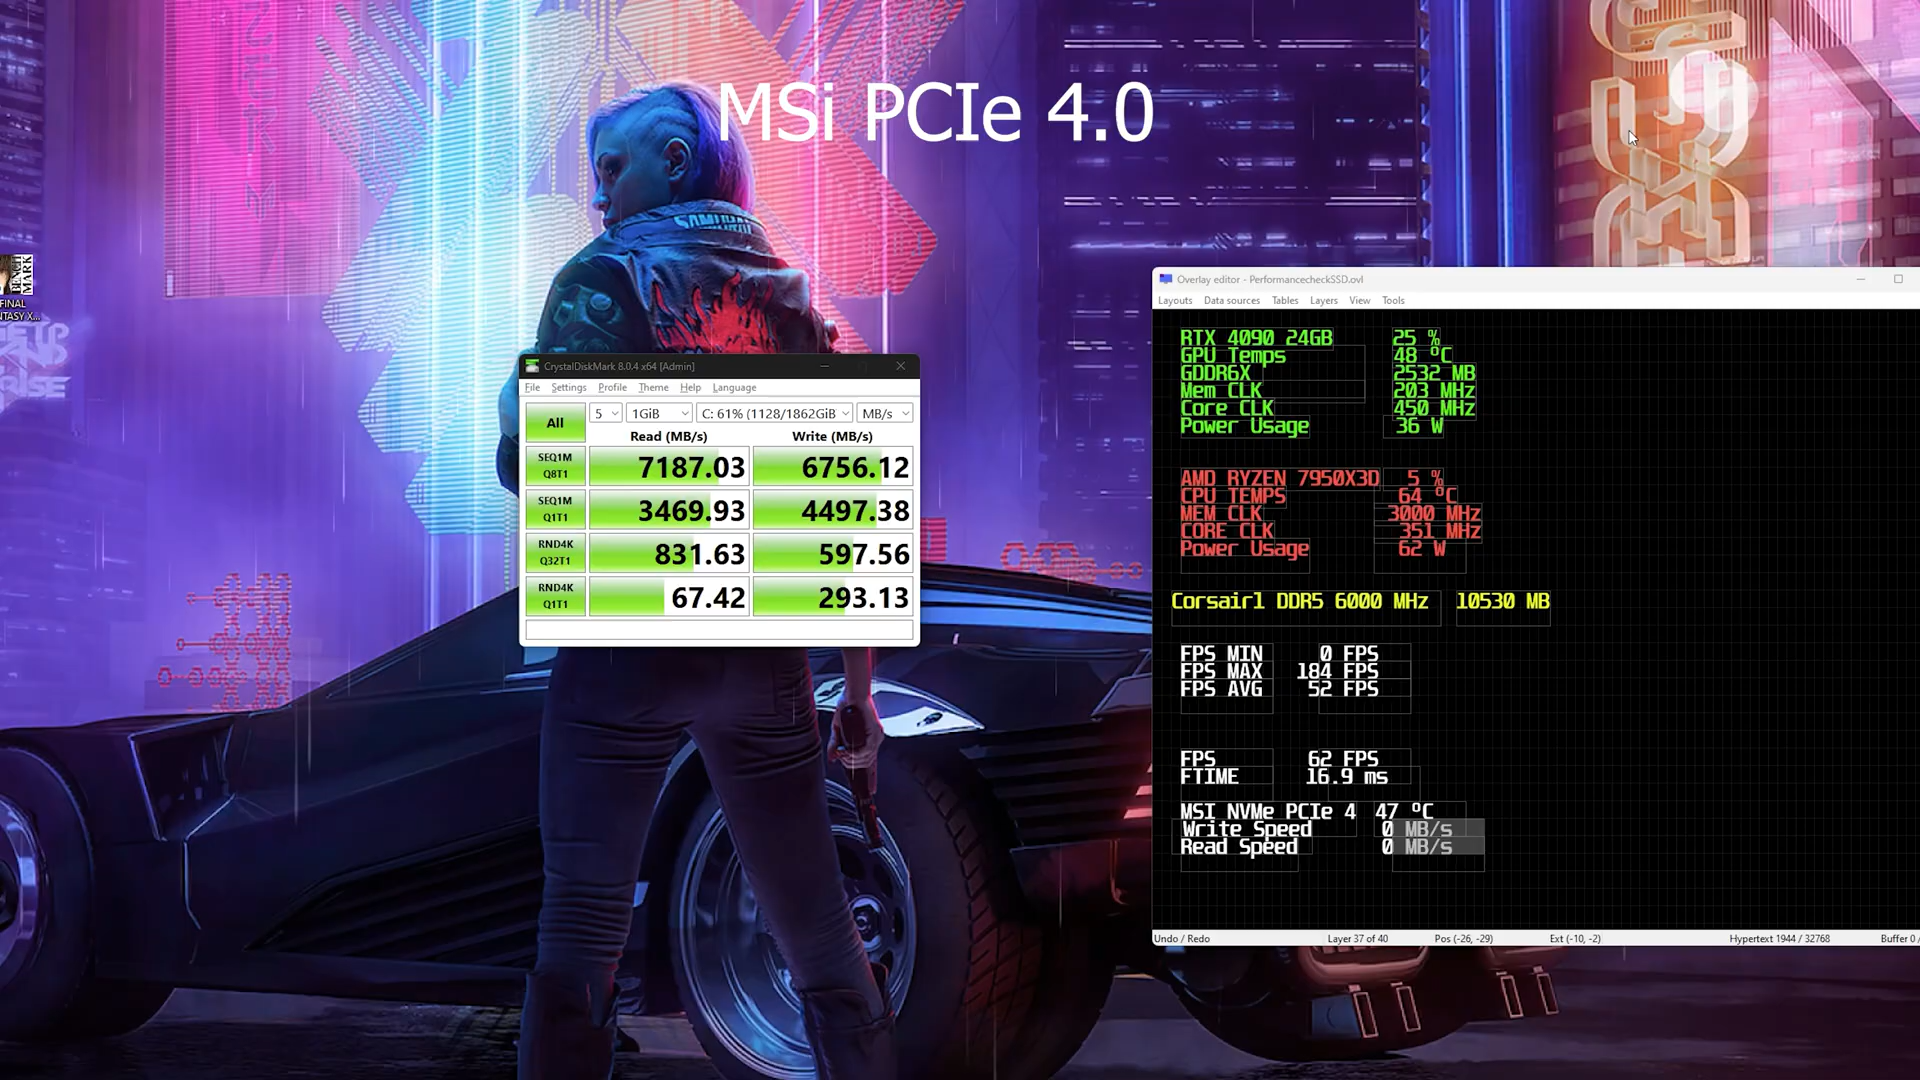 MSi PCIe 4.0
SAMURAI
BENCH MARK
FINAL
NTASY X...
CrystalDiskMark 8.0.4 x64 [Admin]
File Settings Profile Theme Help Language
All 5 1GiB C: 61% (1128/1862GiB MB/s
Read (MB/s) Write (MB/s)
SEQ1M Q8T1 7187.03 6756.12
SEQ1M Q1T1 3469.93 4497.38
RND4K Q32T1 831.63 597.56
RND4K Q1T1 67.42 293.13
Overlay editor - PerformancecheckSSD.ovl
Layouts Data sources Tables Layers View Tools
RTX 4090 24GB 25 %
GPU Temps 48 °C
GDDR6X 2532 MB
Mem CLK 203 MHz
Core CLK 450 MHz
Power Usage 36 W
AMD RYZEN 7950X3D 5 %
CPU TEMPS 64 °C
MEM CLK 3000 MHz
CORE CLK 351 MHz
Power Usage 62 W
Corsair1 DDR5 6000 MHz 10530 MB
FPS MIN 0 FPS
FPS MAX 184 FPS
FPS AVG 52 FPS
FPS 62 FPS
FTIME 16.9 ms
MSI NVMe PCIe 4 47 °C
Write Speed 0 MB/s
Read Speed 0 MB/s
Undo / Redo Layer 37 of 40 Pos (-26, -29) Ext (-10, -2) Hypertext 1944 / 32768 Buffer 0